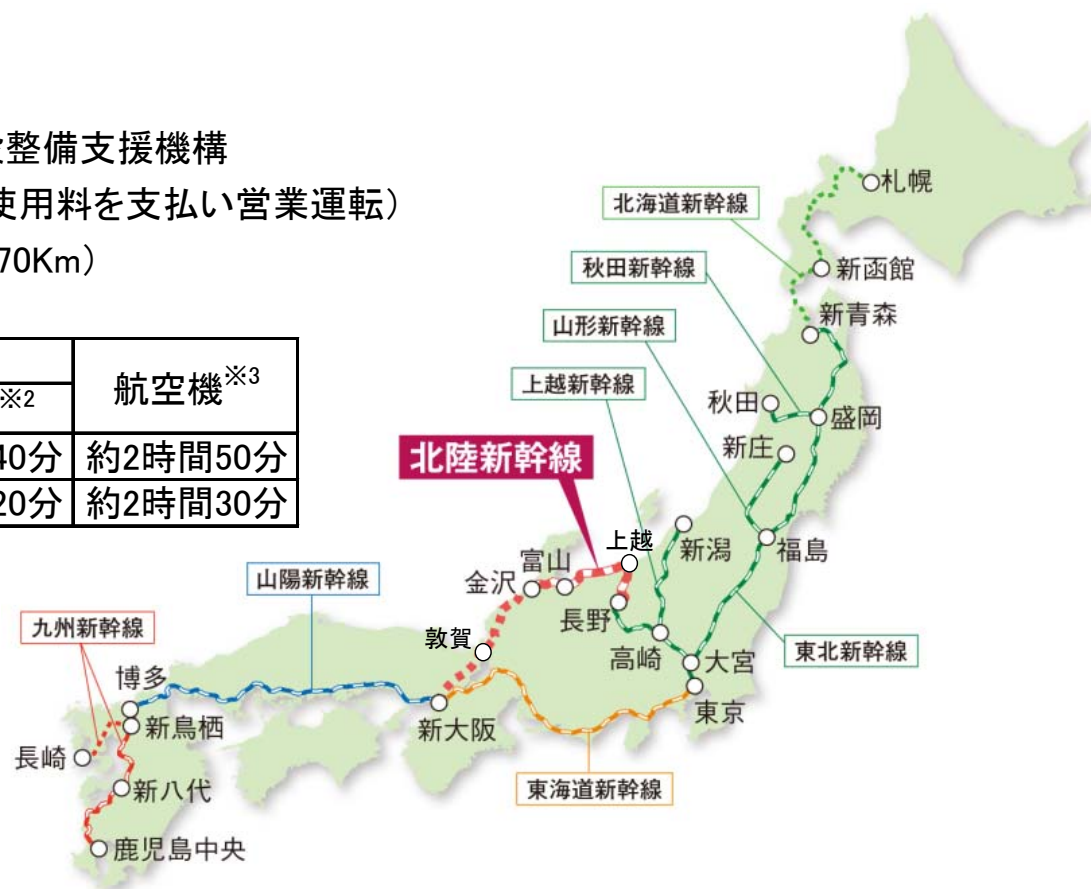 整備支援機構
使用料を支払い営業運転）
70Km）
航空機※3
※2
40分 約2時間50分
20分 約2時間30分
札幌
北海道新幹線
秋田新幹線
新函館
山形新幹線
新青森
上越新幹線
秋田
盛岡
新庄
北陸新幹線
新潟
福島
上越
富山
金沢
山陽新幹線
長野
九州新幹線
敦賀
高崎
大宮
東北新幹線
博多
東京
新鳥栖
新大阪
長崎
東海道新幹線
新八代
鹿児島中央